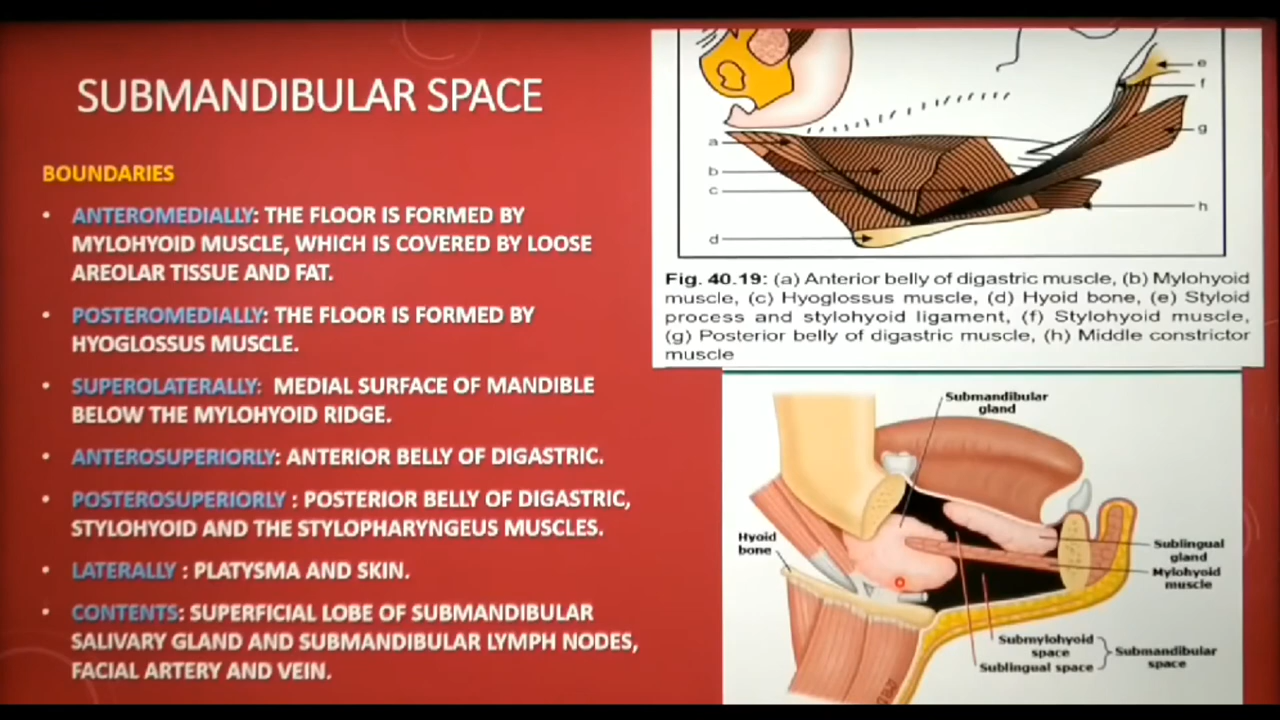 SUBMANDIBULAR SPACE
BOUNDARIES
• ANTEROMEDIALLY: THE FLOOR IS FORMED BY
MYLOHYOID MUSCLE, WHICH IS COVERED BY LOOSE
AREOLAR TISSUE AND FAT.
• POSTEROMEDIALLY: THE FLOOR IS FORMED BY
HYOGLOSSUS MUSCLE.
• SUPEROLATERALLY: MEDIAL SURFACE OF MANDIBLE
BELOW THE MYLOHYOID RIDGE.
• ANTEROSUPERIORLY: ANTERIOR BELLY OF DIGASTRIC.
• POSTEROSUPERIORLY : POSTERIOR BELLY OF DIGASTRIC,
STYLOHYOID AND THE STYLOPHARYNGEUS MUSCLES.
• LATERALLY : PLATYSMA AND SKIN.
• CONTENTS: SUPERFICIAL LOBE OF SUBMANDIBULAR
SALIVARY GLAND AND SUBMANDIBULAR LYMPH NODES,
FACIAL ARTERY AND VEIN.
e
f
g
a
b
c
h
d
Fig. 40.19: (a) Anterior belly of digastric muscle, (b) Mylohyoid
muscle, (c) Hyoglossus muscle, (d) Hyoid bone, (e) Styloid
process and stylohyoid ligament, (f) Stylohyoid muscle,
(g) Posterior belly of digastric muscle, (h) Middle constrictor
muscle
Submandibular
gland
Hyoid
bone
Sublingual
gland
Mylohyoid
muscle
Submylohyoid
space
Sublingual space
Submandibular
space